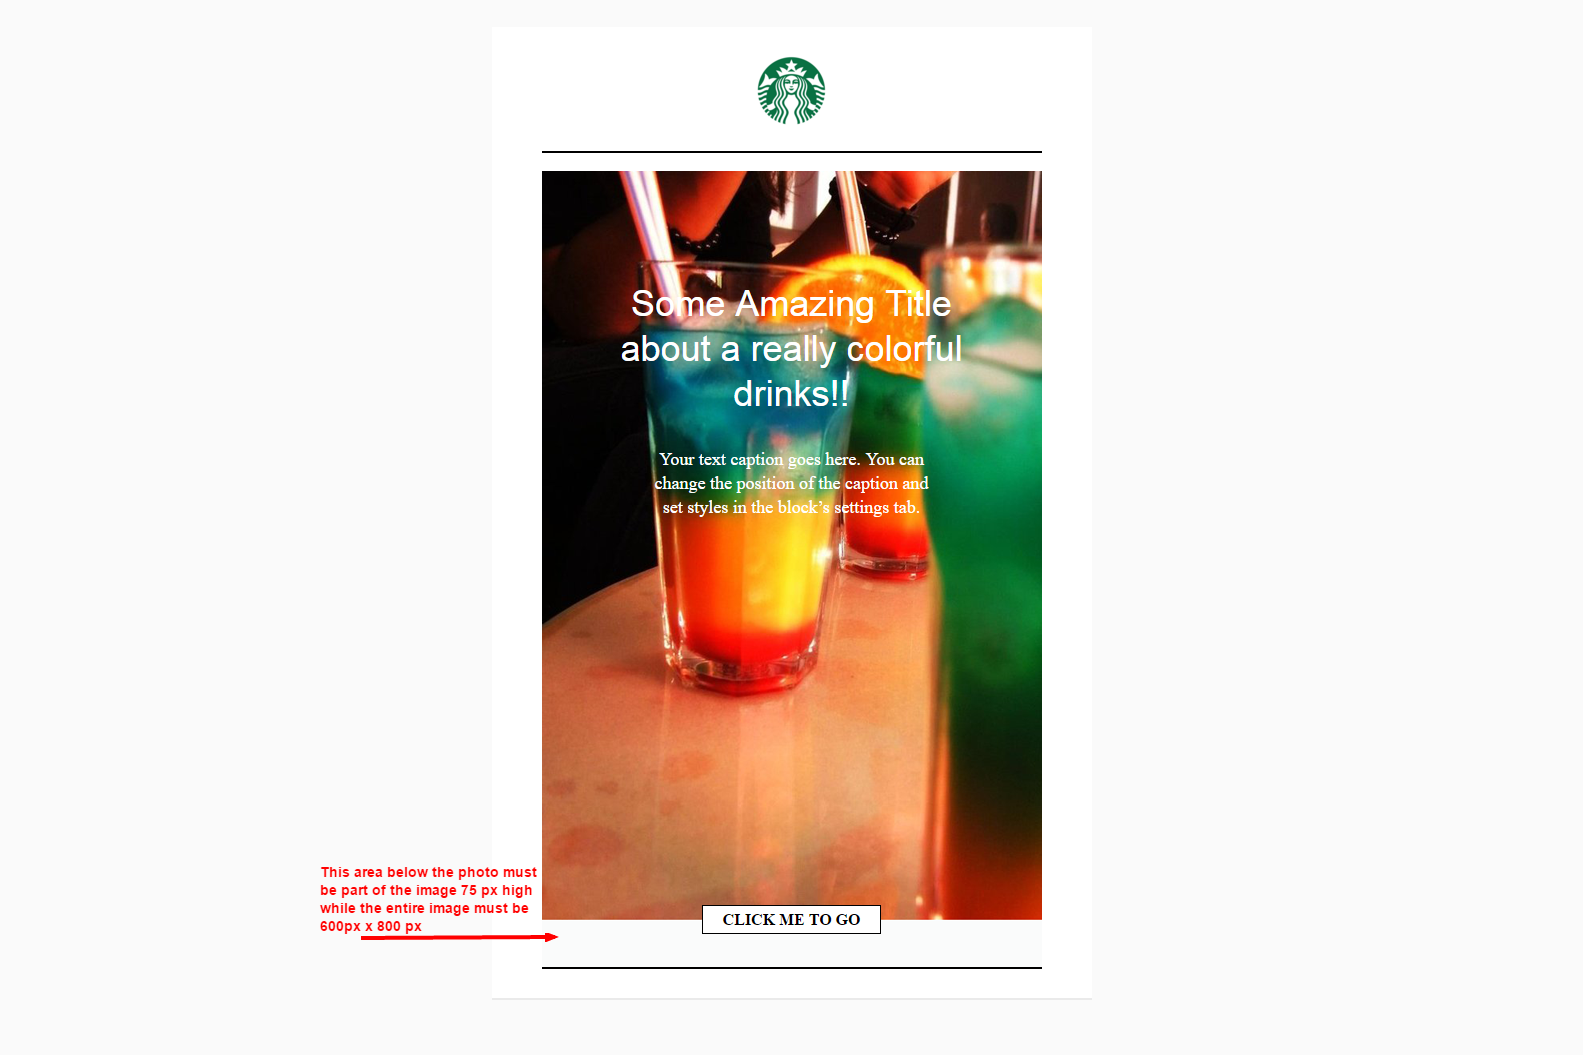 Some Amazing Title
about a really colorful
drinks!!
Your text caption goes here. You can
change the position of the caption and
set styles in the block’s settings tab.
This area below the photo must
be part of the image 75 px high
while the entire image must be
600px x 800 px
CLICK ME TO GO